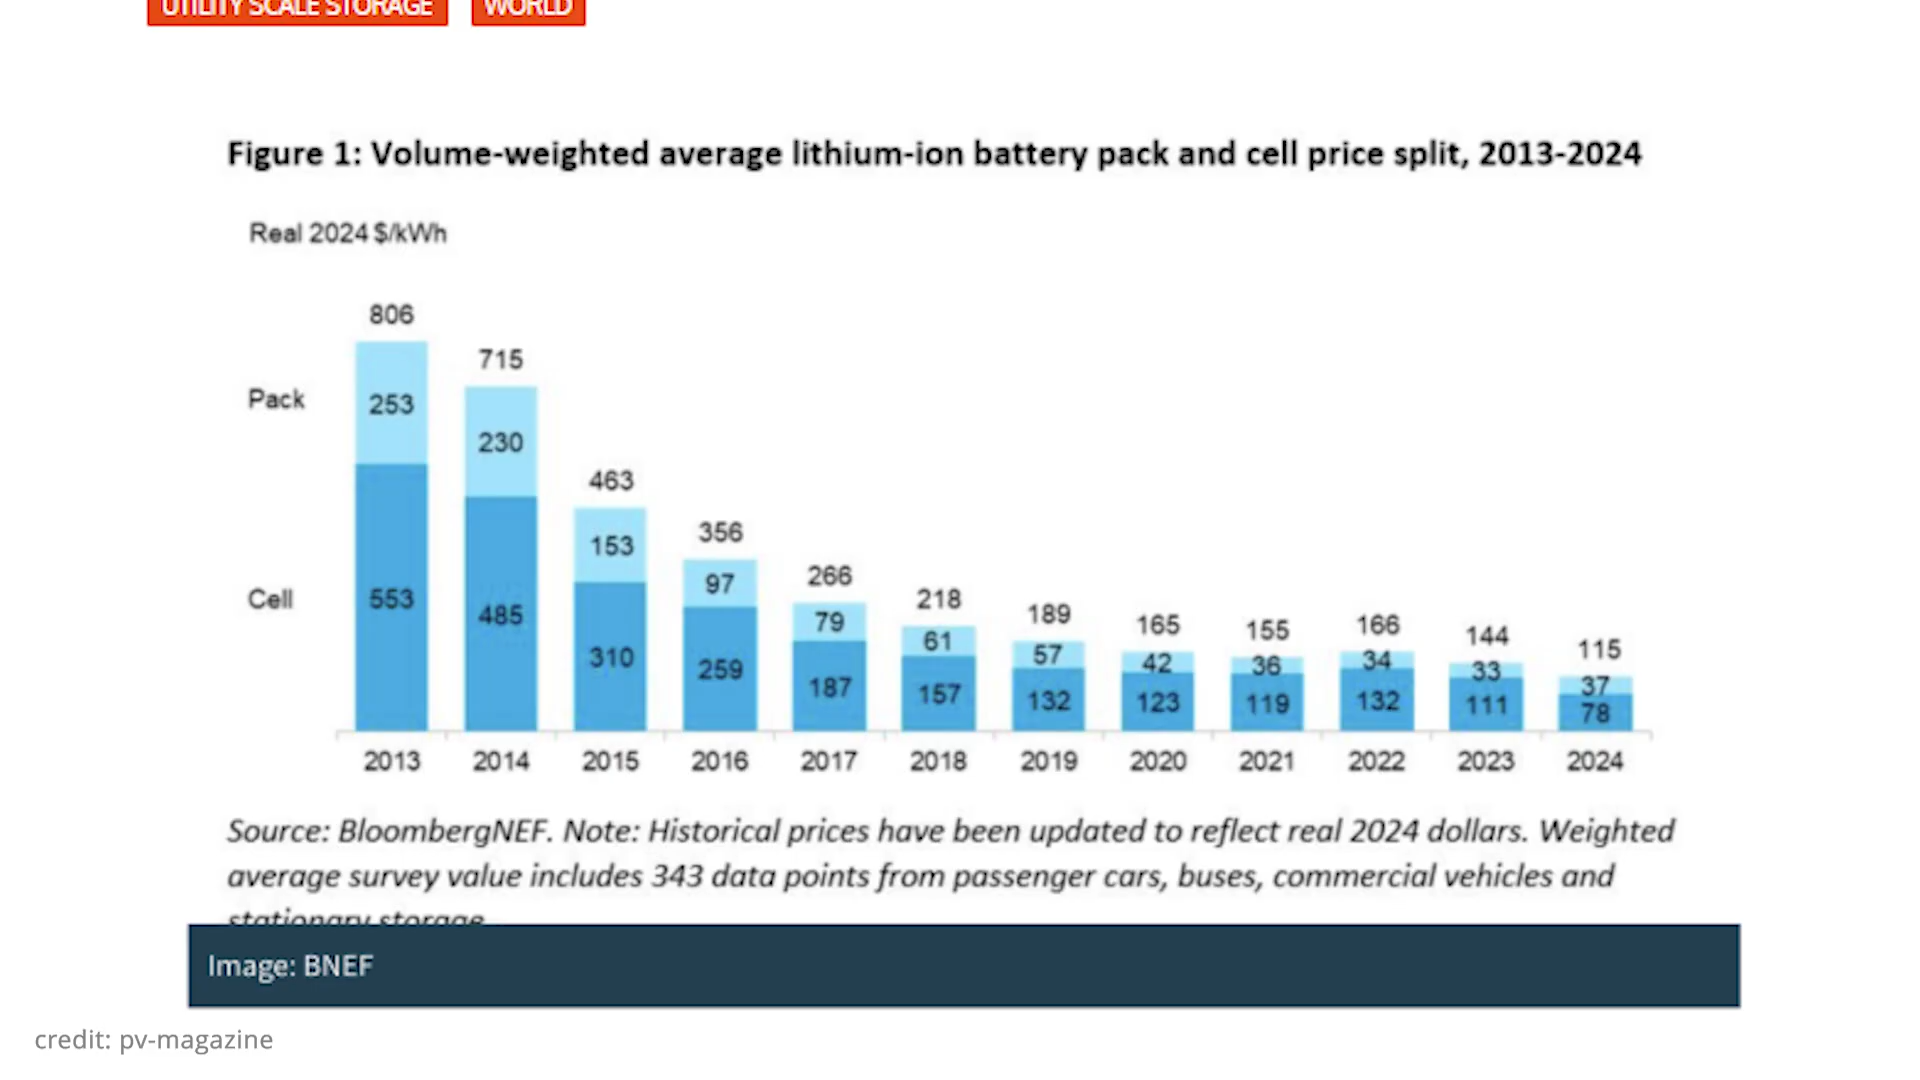 UTILITY SCALE STORAGE WORLD
Figure 1: Volume-weighted average lithium-ion battery pack and cell price split, 2013-2024
Real 2024 $/kWh
806 715 463 356 266 218 189 165 155 166 144 115
Pack 253 230 153 97 79 61 57 42 36 34 33 37
Cell 553 485 310 259 187 157 132 123 119 132 111 78
2013 2014 2015 2016 2017 2018 2019 2020 2021 2022 2023 2024
Source: BloombergNEF. Note: Historical prices have been updated to reflect real 2024 dollars. Weighted
average survey value includes 343 data points from passenger cars, buses, commercial vehicles and
stationary storage.
Image: BNEF
credit: pv-magazine